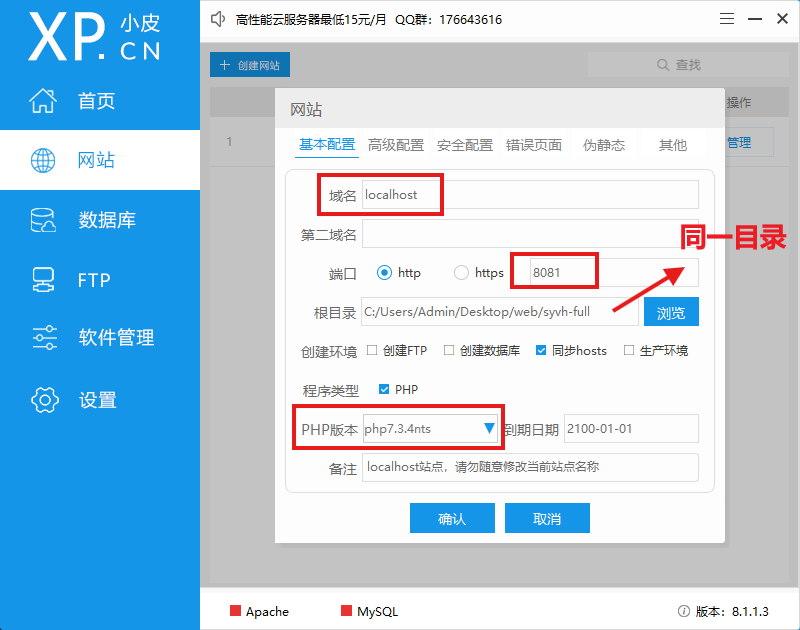 XP.CN 小皮
高性能云服务器最低15元/月 QQ群：176643616
首页
网站
数据库
FTP
软件管理
设置
创建网站
查找
操作
1
管理
网站
基本配置 高级配置 安全配置 错误页面 伪静态 其他
域名 localhost
第二域名
同一目录
端口 http https 8081
根目录 C:/Users/Admin/Desktop/web/syvh-full 浏览
创建环境 创建FTP 创建数据库 同步hosts 生产环境
程序类型 PHP
PHP版本 php7.3.4nts 到期日期 2100-01-01
备注 localhost站点，请勿随意修改当前站点名称
确认 取消
Apache MySQL 版本：8.1.1.3